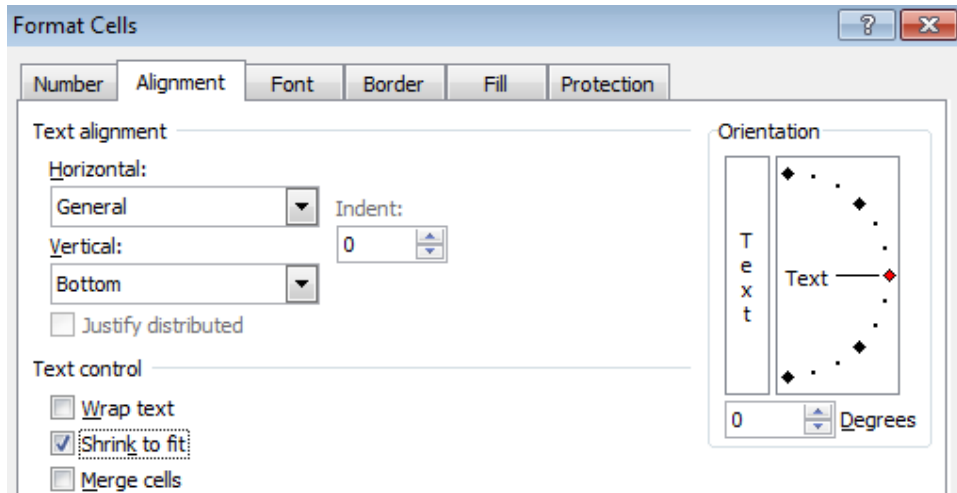 Format Cells
?
Number Alignment Font Border Fill Protection
Text alignment
Horizontal:
General
Indent:
0
Vertical:
Bottom
Justify distributed
Text control
Wrap text
Shrink to fit
Merge cells
Orientation
Text
Text
0 Degrees